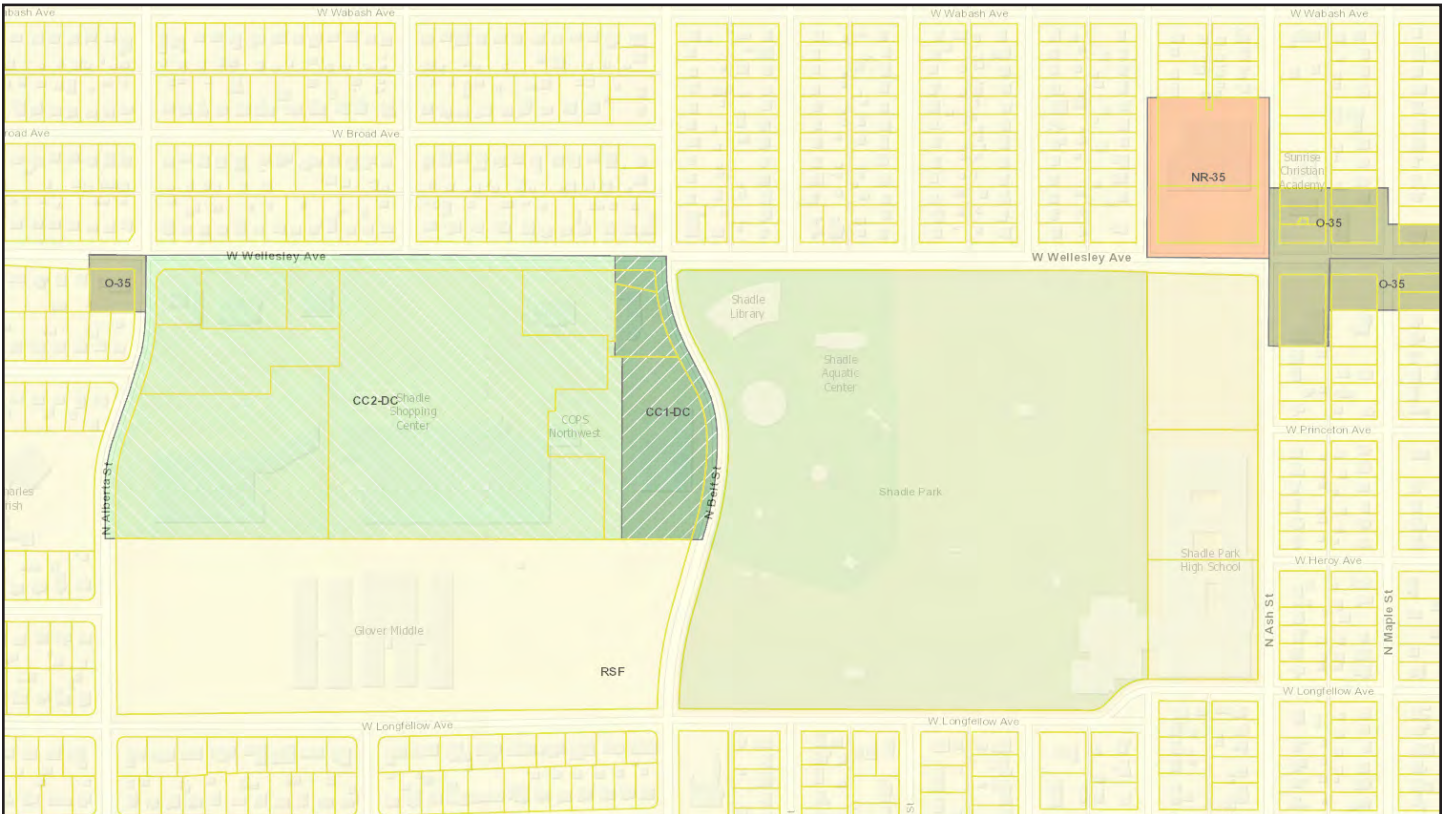 W Wabash Ave
W Wabash Ave
W Wabash Ave
W Broad Ave
NR-35
Sunrise
Christian
Academy
O-35
W Wellesley Ave
W Wellesley Ave
O-35
O-35
Shadle
Library
Shadle
Aquatic
Center
CC2-DC
Shadle
Shopping
Center
CC1-DC
COPS
Northwest
W Princeton Ave
N Alberta St
N Belt St
Shadle Park
Shadle Park
High School
W Heroy Ave
N Ash St
N Maple St
Glover Middle
RSF
W Longfellow Ave
W Longfellow Ave
W Longfellow Ave